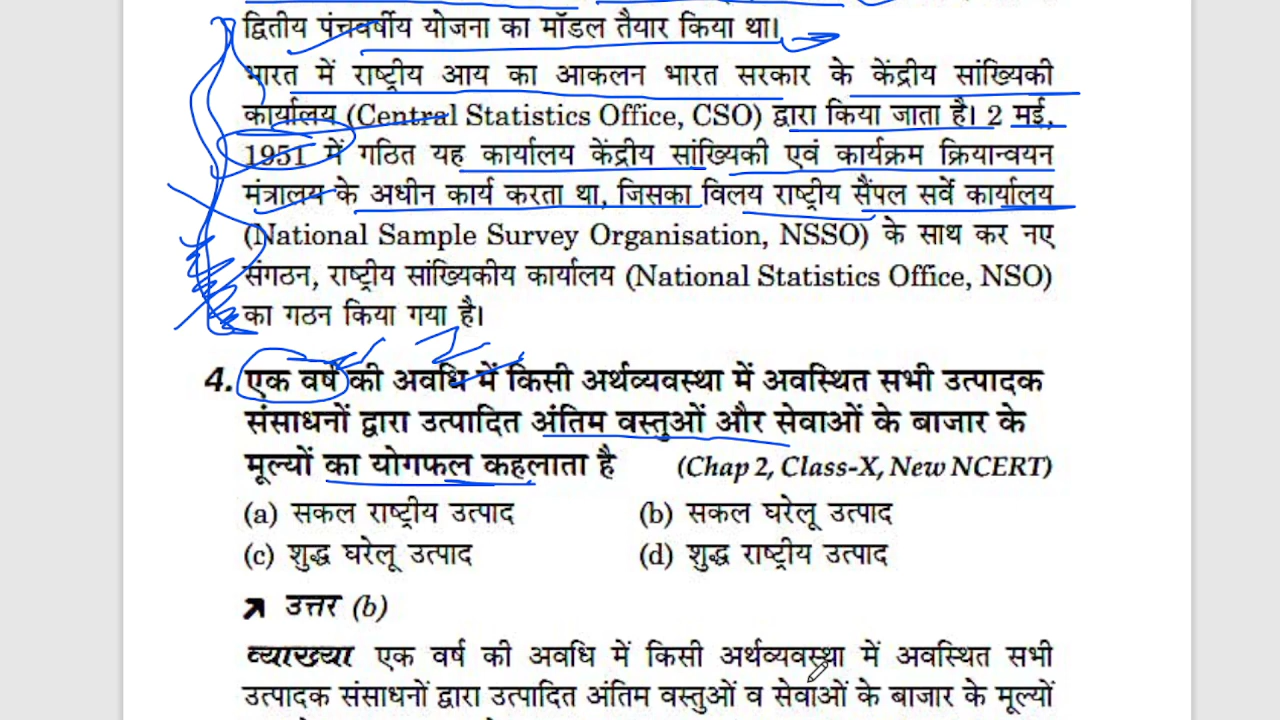 द्वितीय पंचवर्षीय योजना का मॉडल तैयार किया था।
भारत में राष्ट्रीय आय का आकलन भारत सरकार के केंद्रीय सांख्यिकी
कार्यालय (Central Statistics Office, CSO) द्वारा किया जाता है। 2 मई,
1951 में गठित यह कार्यालय केंद्रीय सांख्यिकी एवं कार्यक्रम क्रियान्वयन
मंत्रालय के अधीन कार्य करता था, जिसका विलय राष्ट्रीय सैंपल सर्वे कार्यालय
(National Sample Survey Organisation, NSSO) के साथ कर नए
संगठन, राष्ट्रीय सांख्यिकीय कार्यालय (National Statistics Office, NSO)
का गठन किया गया है।
4. एक वर्ष की अवधि में किसी अर्थव्यवस्था में अवस्थित सभी उत्पादक
संसाधनों द्वारा उत्पादित अंतिम वस्तुओं और सेवाओं के बाजार के
मूल्यों का योगफल कहलाता है (Chap 2, Class-X, New NCERT)
(a) सकल राष्ट्रीय उत्पाद (b) सकल घरेलू उत्पाद
(c) शुद्ध घरेलू उत्पाद (d) शुद्ध राष्ट्रीय उत्पाद
उत्तर (b)
व्याख्या एक वर्ष की अवधि में किसी अर्थव्यवस्था में अवस्थित सभी
उत्पादक संसाधनों द्वारा उत्पादित अंतिम वस्तुओं व सेवाओं के बाजार के मूल्यों